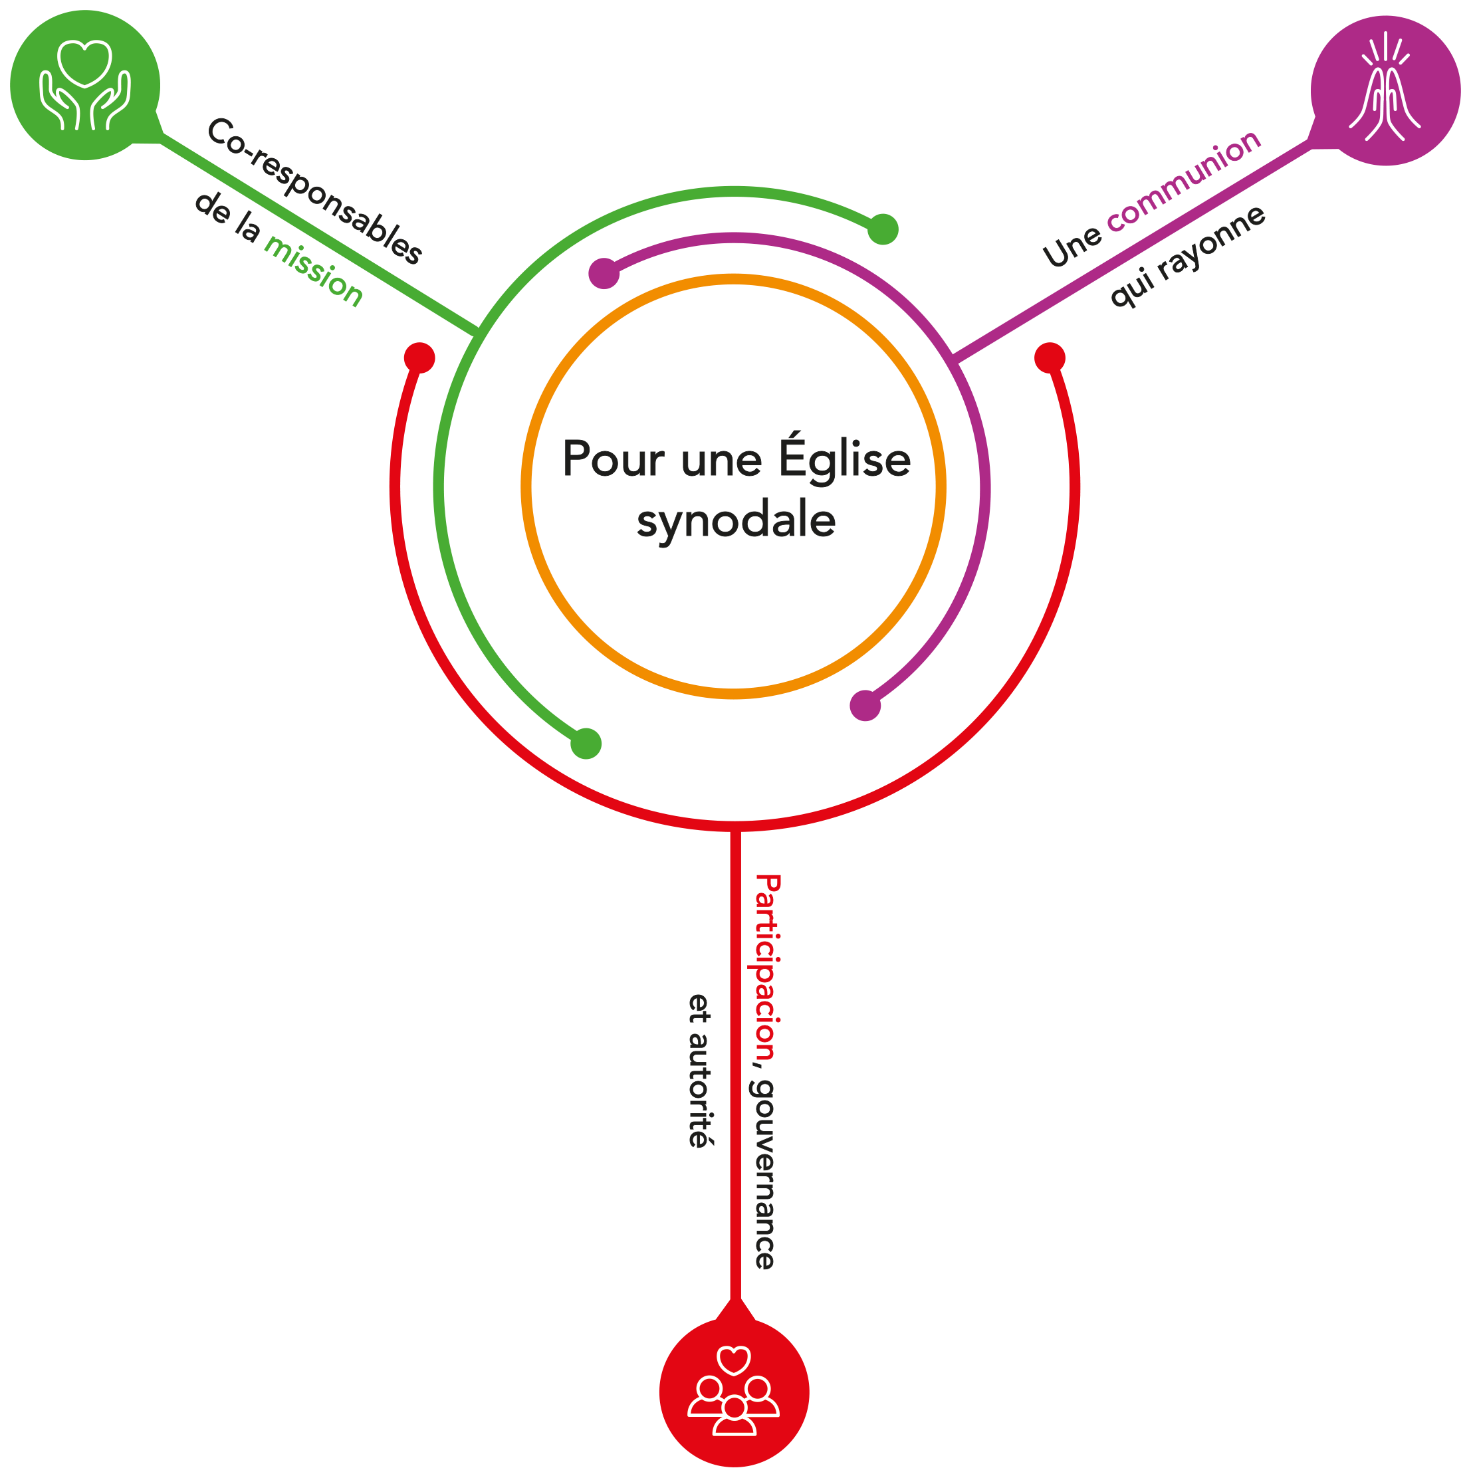 Co-responsables
de la mission
Une communion
qui rayonne
Pour une Église
synodale
Participacion, gouvernance
et autorité